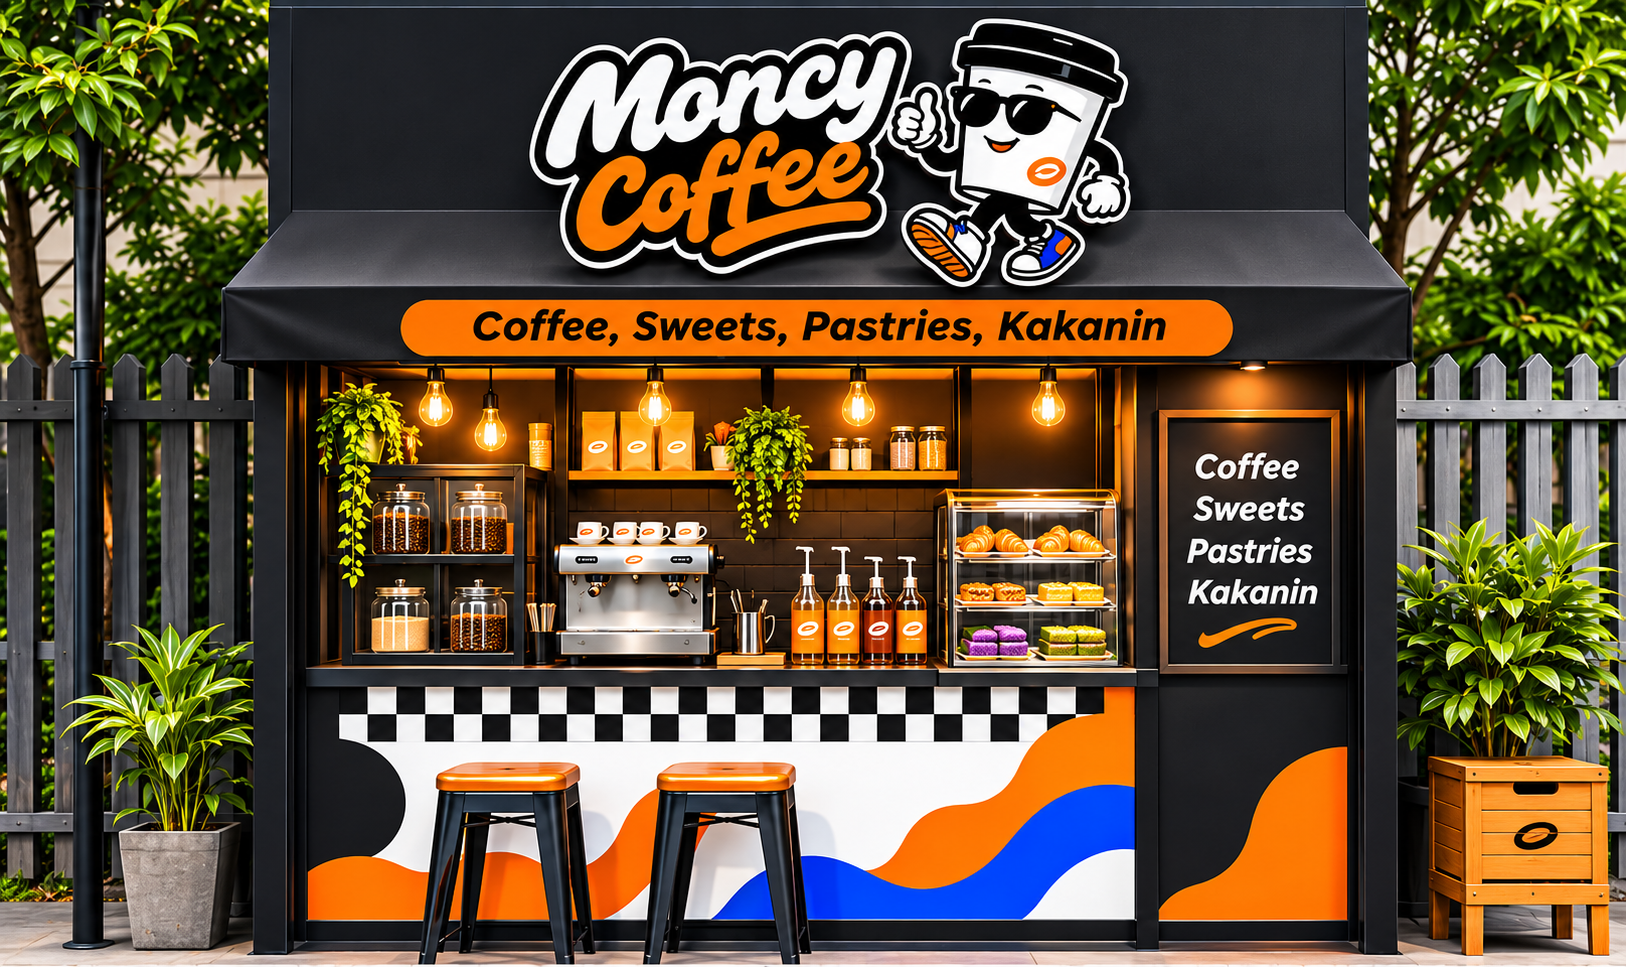 Moncy
Coffee
Coffee, Sweets, Pastries, Kakanin
Coffee
Sweets
Pastries
Kakanin